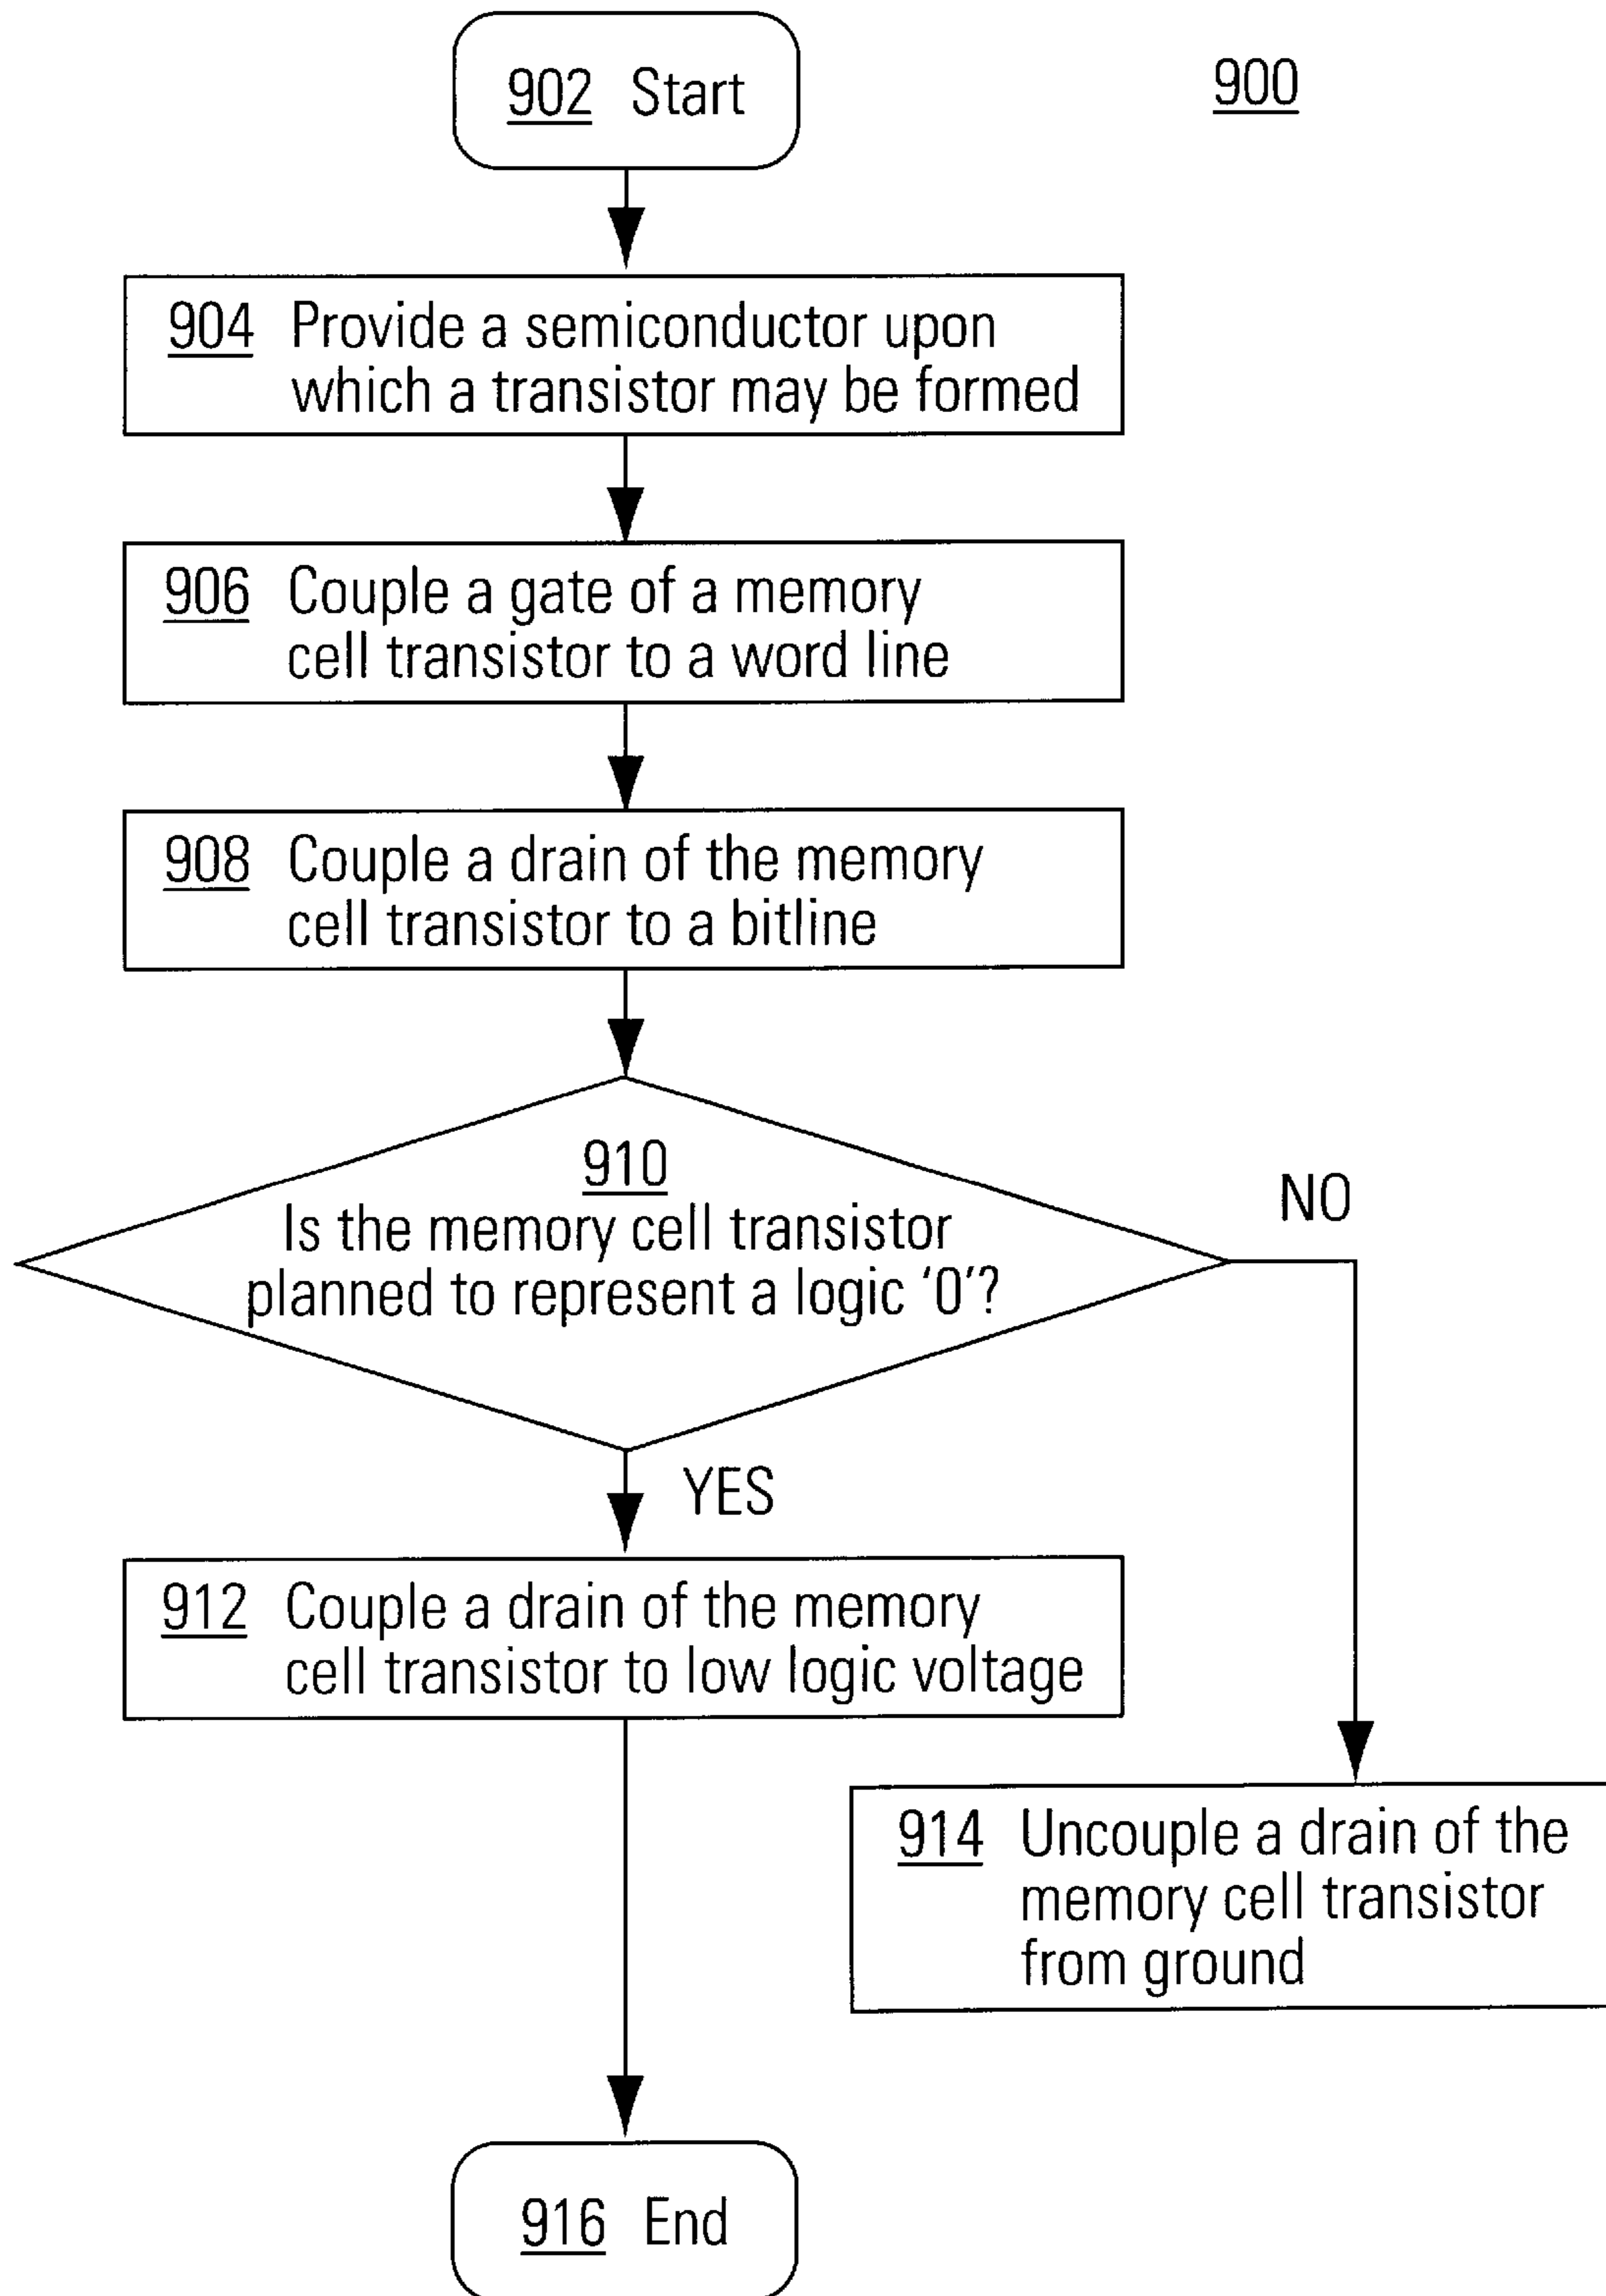 902 Start
900
904 Provide a semiconductor upon
which a transistor may be formed
906 Couple a gate of a memory
cell transistor to a word line
908 Couple a drain of the memory
cell transistor to a bitline
910
Is the memory cell transistor
planned to represent a logic ‘0’?
NO
YES
912 Couple a drain of the memory
cell transistor to low logic voltage
914 Uncouple a drain of the
memory cell transistor
from ground
916 End